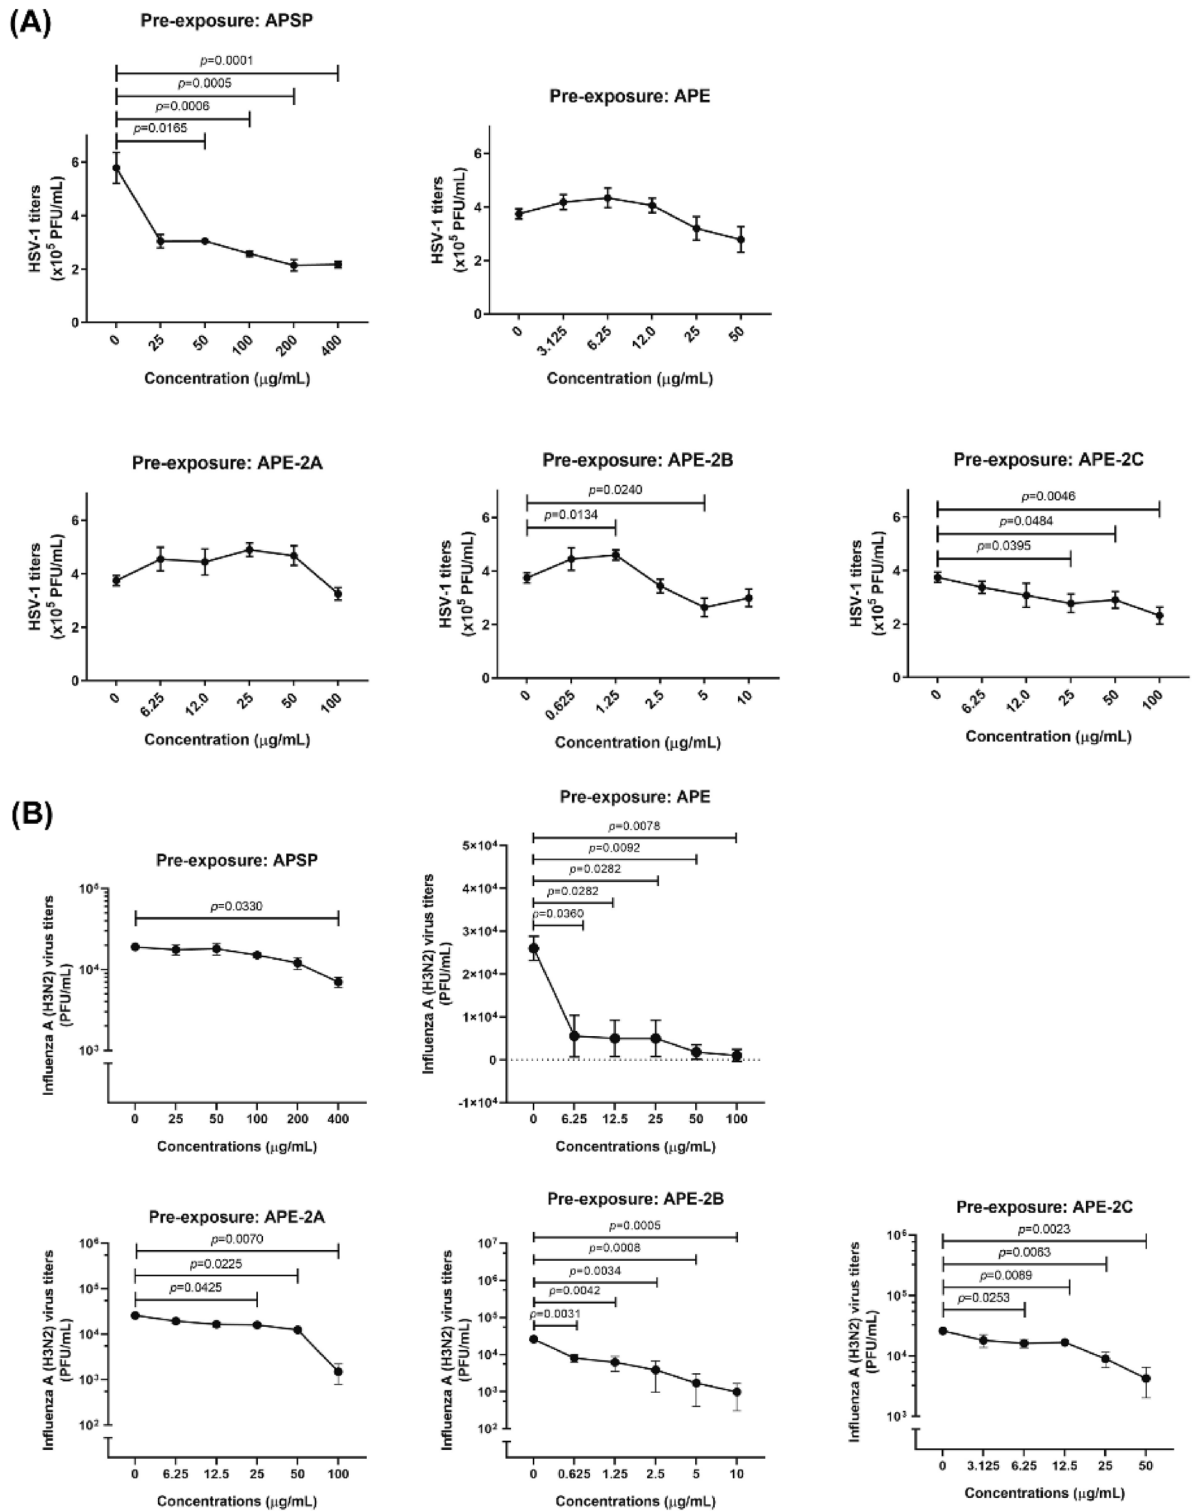 (A)
Pre-exposure: APSP
p=0.0001
p=0.0005
p=0.0006
p=0.0165
HSV-1 titers
(x10⁵ PFU/mL)
6
4
2
0
0 25 50 100 200 400
Concentration (μg/mL)
Pre-exposure: APE
HSV-1 titers
(x10⁵ PFU/mL)
6
4
2
0
0 3.125 6.25 12.0 25 50
Concentration (μg/mL)
Pre-exposure: APE-2A
HSV-1 titers
(x10⁵ PFU/mL)
6
4
2
0
0 6.25 12.0 25 50 100
Concentration (μg/mL)
Pre-exposure: APE-2B
p=0.0240
p=0.0134
HSV-1 titers
(x10⁵ PFU/mL)
6
4
2
0
0 0.625 1.25 2.5 5 10
Concentration (μg/mL)
Pre-exposure: APE-2C
p=0.0046
p=0.0484
p=0.0395
HSV-1 titers
(x10⁵ PFU/mL)
6
4
2
0
0 6.25 12.0 25 50 100
Concentration (μg/mL)
(B)
Pre-exposure: APSP
p=0.0330
Influenza A (H3N2) virus titers
(PFU/mL)
10⁵
10⁴
10³
0 25 50 100 200 400
Concentrations (μg/mL)
Pre-exposure: APE
p=0.0078
p=0.0092
p=0.0282
p=0.0282
p=0.0360
Influenza A (H3N2) virus titers
(PFU/mL)
5×10⁴
4×10⁴
3×10⁴
2×10⁴
1×10⁴
0
-1×10⁴
0 6.25 12.5 25 50 100
Concentrations (μg/mL)
Pre-exposure: APE-2A
p=0.0070
p=0.0225
p=0.0425
Influenza A (H3N2) virus titers
(PFU/mL)
10⁶
10⁵
10⁴
10³
10²
0 6.25 12.5 25 50 100
Concentrations (μg/mL)
Pre-exposure: APE-2B
p=0.0005
p=0.0008
p=0.0034
p=0.0042
p=0.0031
Influenza A (H3N2) virus titers
(PFU/mL)
10⁷
10⁶
10⁵
10⁴
10³
10²
0 0.625 1.25 2.5 5 10
Concentrations (μg/mL)
Pre-exposure: APE-2C
p=0.0023
p=0.0083
p=0.0089
p=0.0253
Influenza A (H3N2) virus titers
(PFU/mL)
10⁶
10⁵
10⁴
10³
0 3.125 6.25 12.5 25 50
Concentrations (μg/mL)